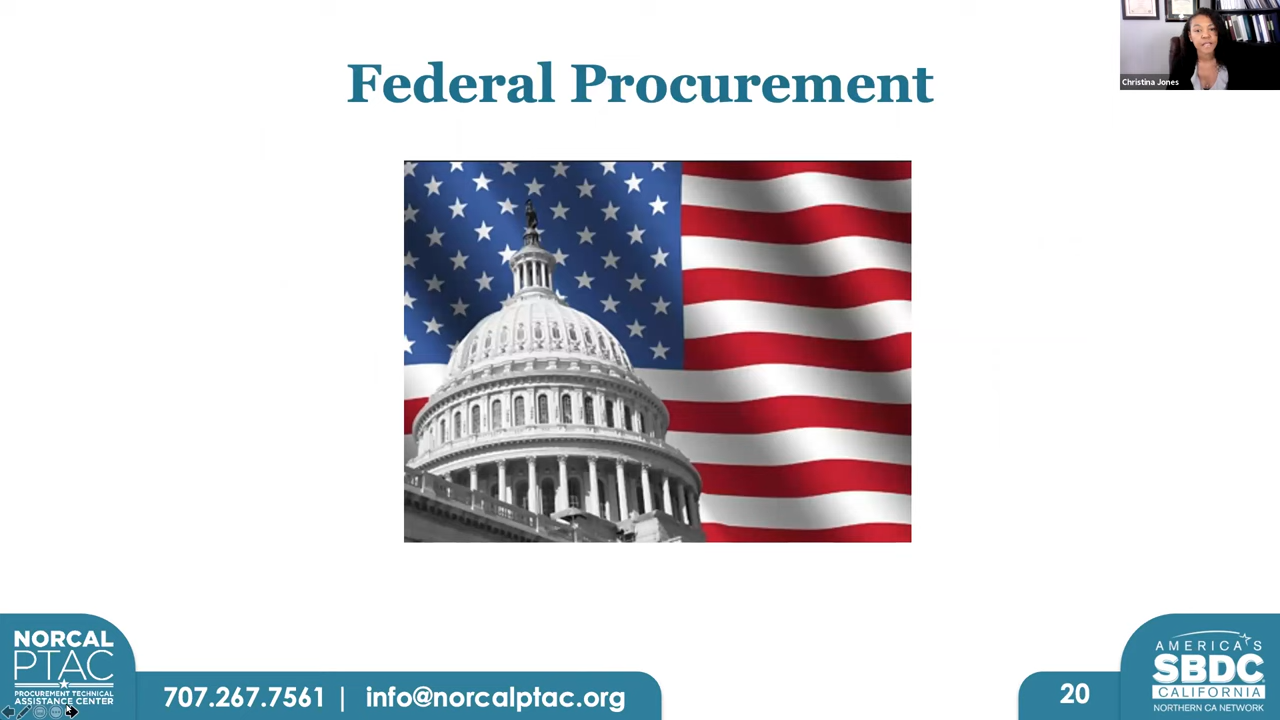 Federal Procurement
Christina Jones
NORCAL
PTAC
PROCUREMENT TECHNICAL
ASSISTANCE CENTER
707.267.7561 | info@norcalptac.org
20
AMERICA'S
SBDC
CALIFORNIA
NORTHERN CA NETWORK